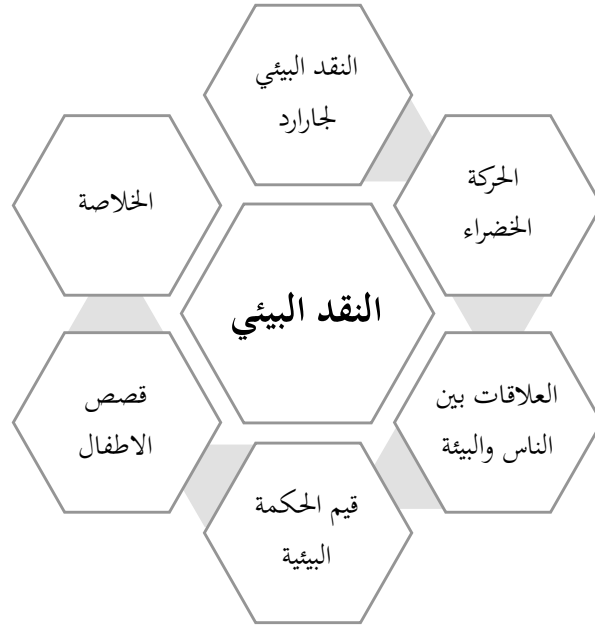 النقد البيئي
لجارارد
الحركة
الخضراء
العلاقات بين
الناس والبيئة
قيم الحكمة
البيئية
قصص
الاطفال
الخلاصة
النقد البيئي